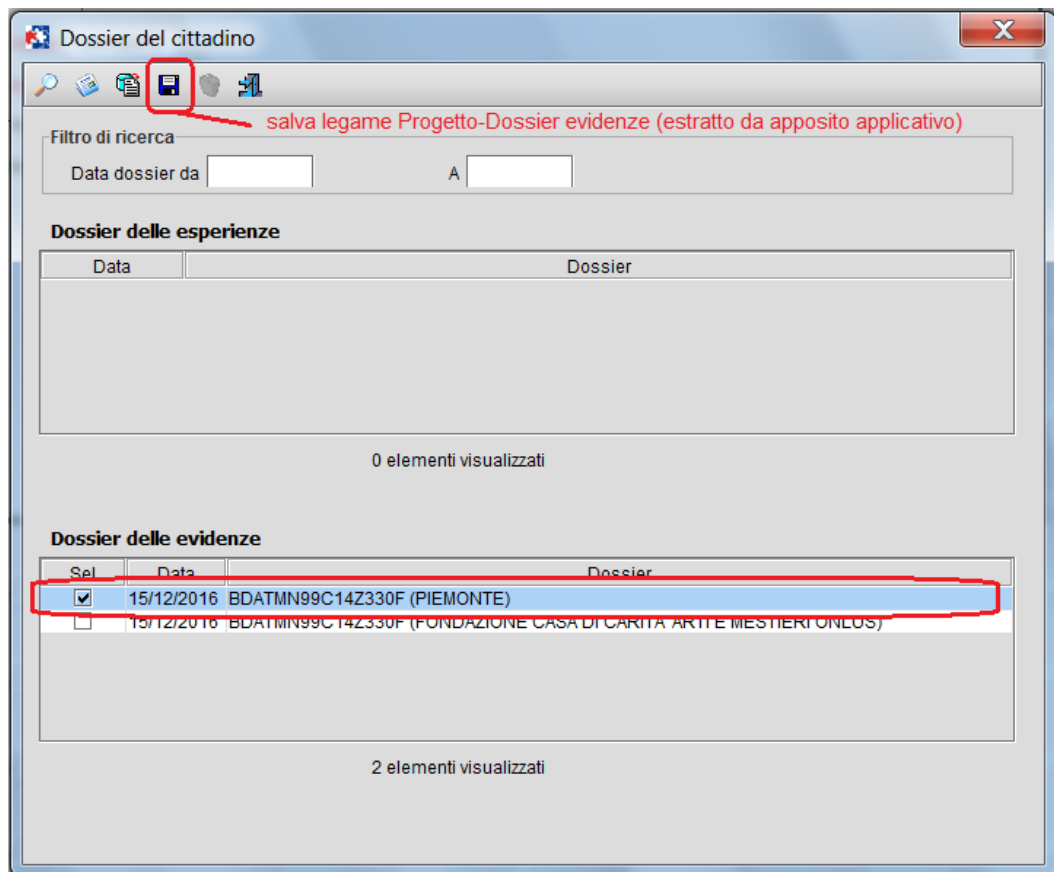 Dossier del cittadino
salva legame Progetto-Dossier evidenze (estratto da apposito applicativo)
Filtro di ricerca
Data dossier da A
Dossier delle esperienze
Data Dossier
0 elementi visualizzati
Dossier delle evidenze
Sel Data Dossier
15/12/2016 BDATMN99C14Z330F (PIEMONTE)
15/12/2016 BDATMN99C14Z330F (FONDAZIONE CASA DI CARITA' ARTI E MESTIERI ONLUS)
2 elementi visualizzati